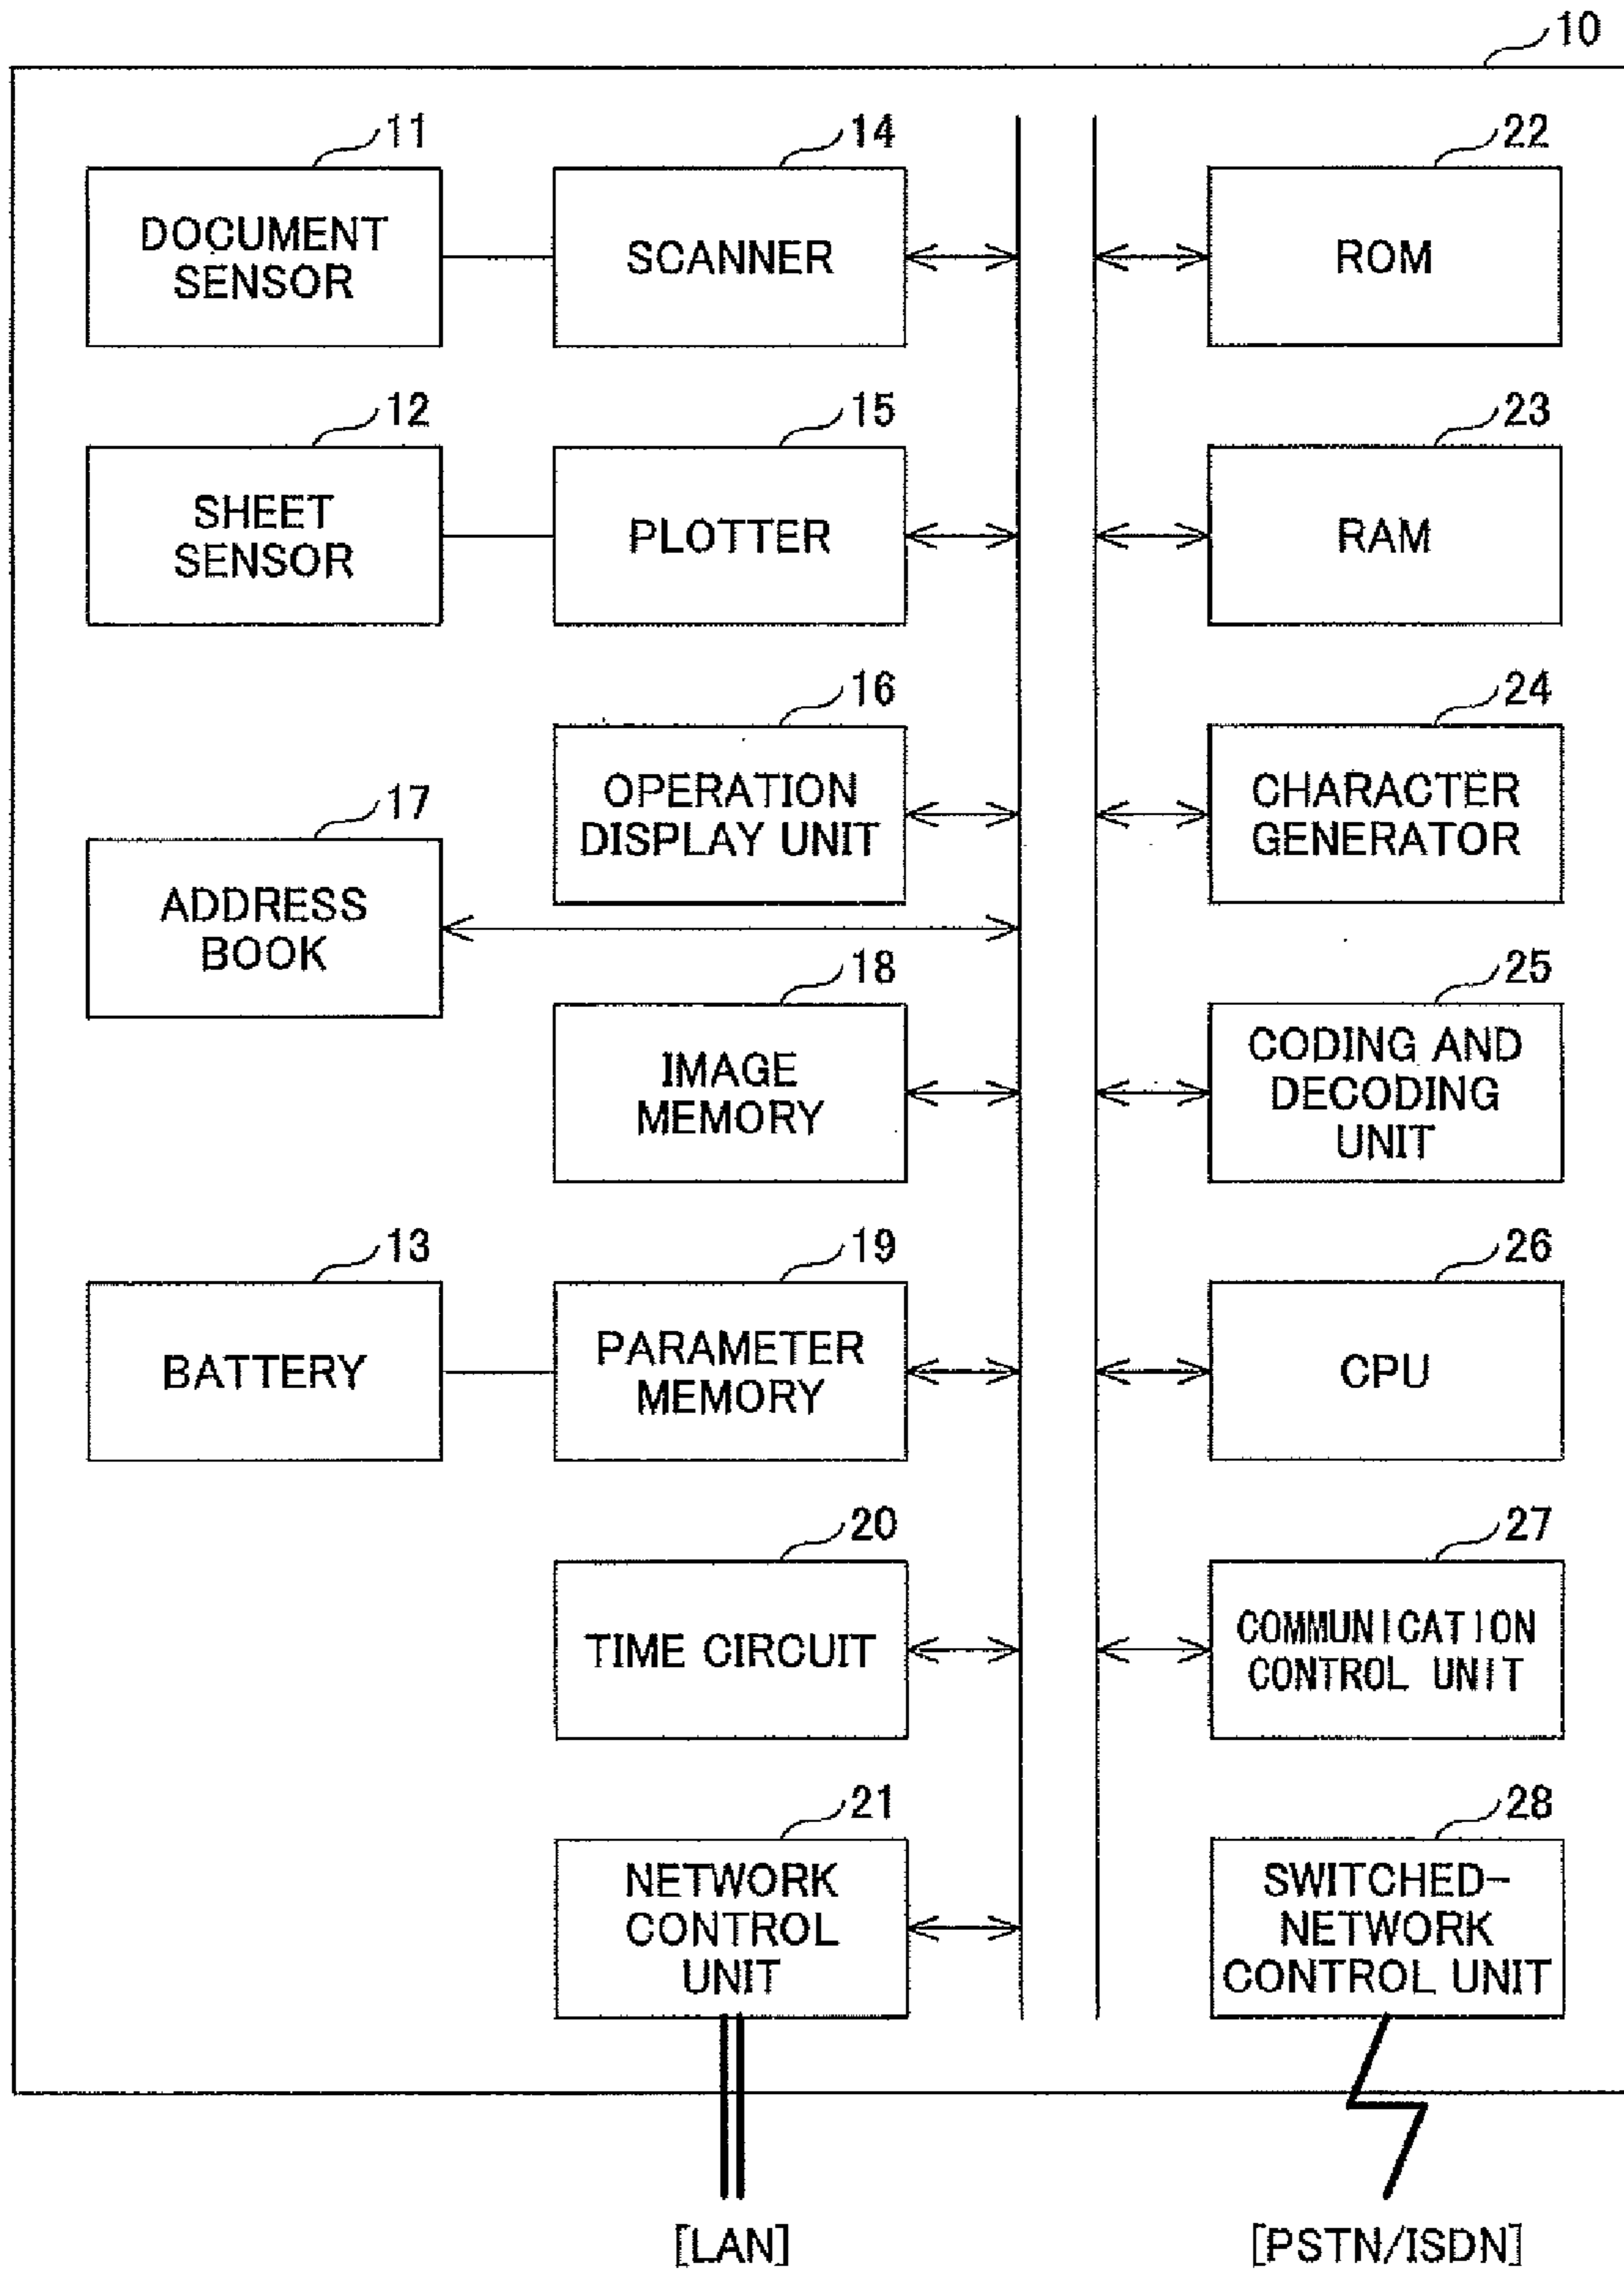 10
11
14
22
DOCUMENT
SENSOR
SCANNER
ROM
12
15
23
SHEET
SENSOR
PLOTTER
RAM
16
24
OPERATION
DISPLAY UNIT
CHARACTER
GENERATOR
17
ADDRESS
BOOK
18
25
IMAGE
MEMORY
CODING AND
DECODING
UNIT
13
19
26
BATTERY
PARAMETER
MEMORY
CPU
20
27
TIME CIRCUIT
COMMUNICATION
CONTROL UNIT
21
28
NETWORK
CONTROL
UNIT
SWITCHED-
NETWORK
CONTROL UNIT
[LAN]
[PSTN/ISDN]